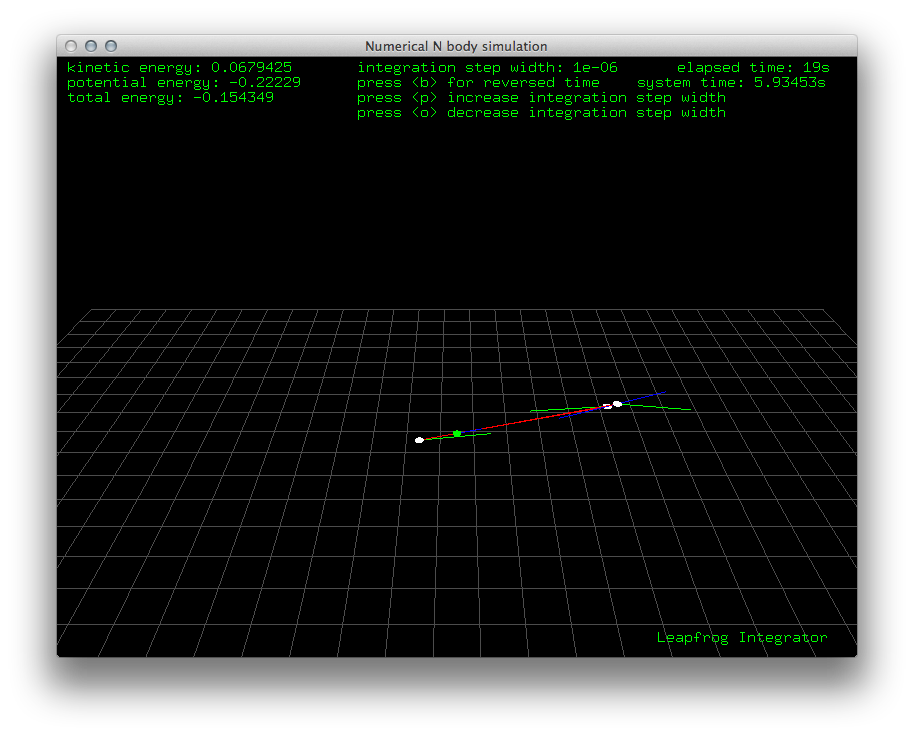 Numerical N body simulation
kinetic energy: 0.0679425 integration step width: 1e-06 elapsed time: 19s
potential energy: -0.22229 press <b> for reversed time system time: 5.93453s
total energy: -0.154349 press <p> increase integration step width
press <o> decrease integration step width
Leapfrog Integrator